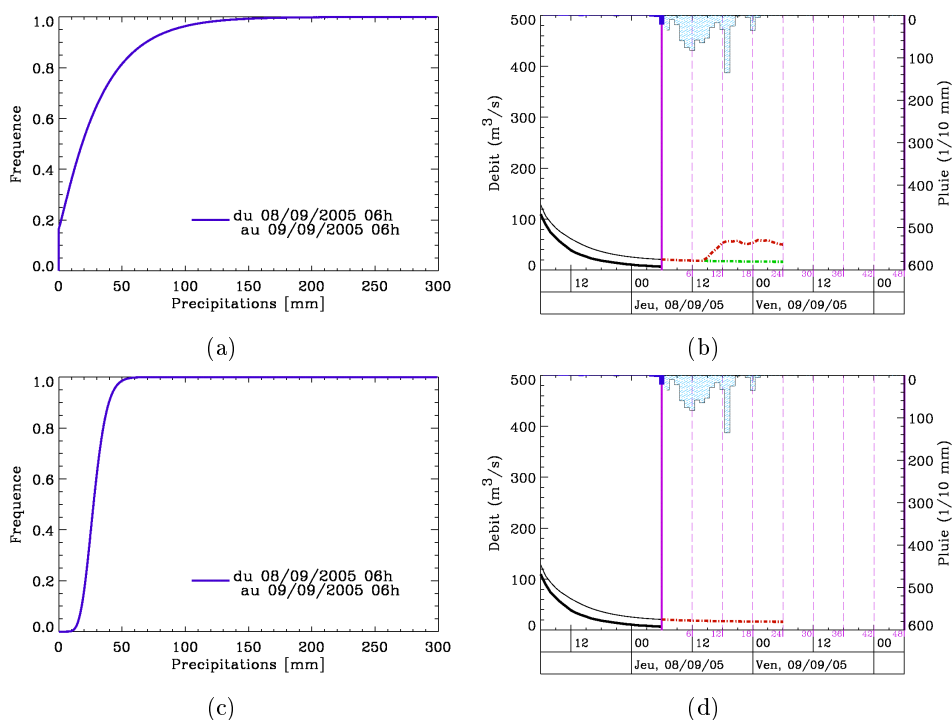 1.0
0.8
0.6
0.4
0.2
0.0
Frequence
du 08/09/2005 06h
au 09/09/2005 06h
0 50 100 150 200 250 300
Precipitations [mm]
(a)
500
400
300
200
100
0
Debit (m³/s)
0
100
200
300
400
500
600
Pluie (1/10 mm)
6 12 18 24 30 36 42 48
12 00 12 00 12 00
Jeu, 08/09/05 Ven, 09/09/05
(b)
1.0
0.8
0.6
0.4
0.2
0.0
Frequence
du 08/09/2005 06h
au 09/09/2005 06h
0 50 100 150 200 250 300
Precipitations [mm]
(c)
500
400
300
200
100
0
Debit (m³/s)
0
100
200
300
400
500
600
Pluie (1/10 mm)
6 12 18 24 30 36 42 48
12 00 12 00 12 00
Jeu, 08/09/05 Ven, 09/09/05
(d)